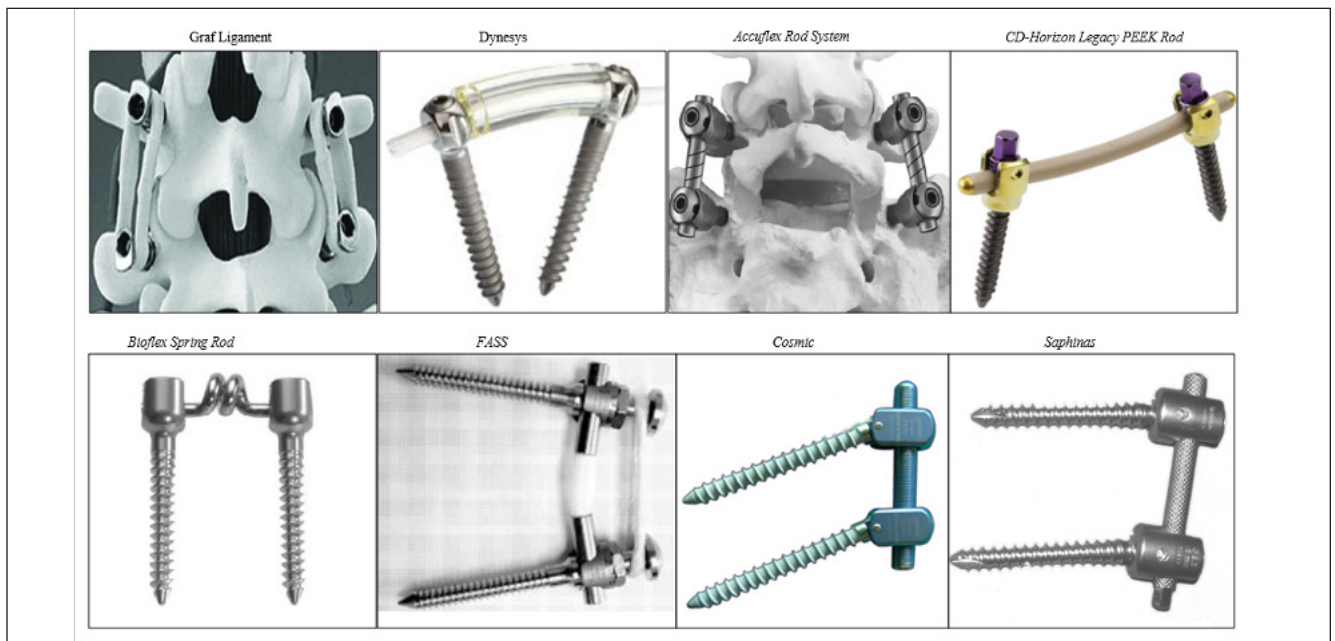 Graf Ligament
Dynesys
Accuflex Rod System
CD-Horizon Legacy PEEK Rod
Bioflex Spring Rod
FASS
Cosmic
Saphinas